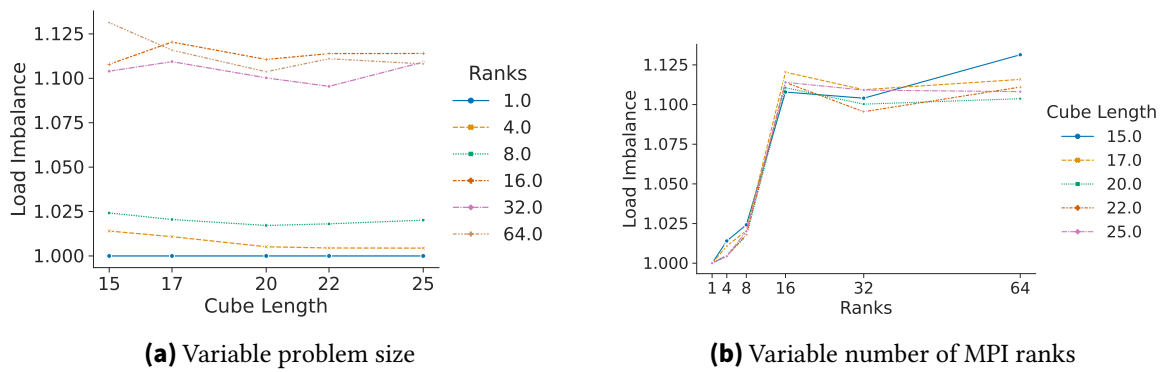 1.125
1.100
1.075
1.050
1.025
1.000
Load Imbalance
15 17 20 22 25
Cube Length
Ranks
1.0
4.0
8.0
16.0
32.0
64.0
(a) Variable problem size
1.125
1.100
1.075
1.050
1.025
1.000
Load Imbalance
1 4 8 16 32 64
Ranks
Cube Length
15.0
17.0
20.0
22.0
25.0
(b) Variable number of MPI ranks